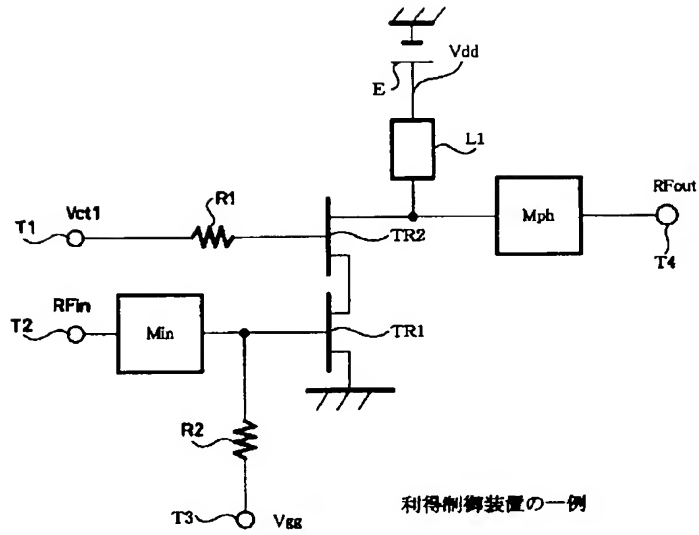 Vdd
E
L1
R1
Vct1
T1
TR2
Mph
RFout
T4
RFin
T2
Min
TR1
R2
T3
Vgg
利得制御装置の一例